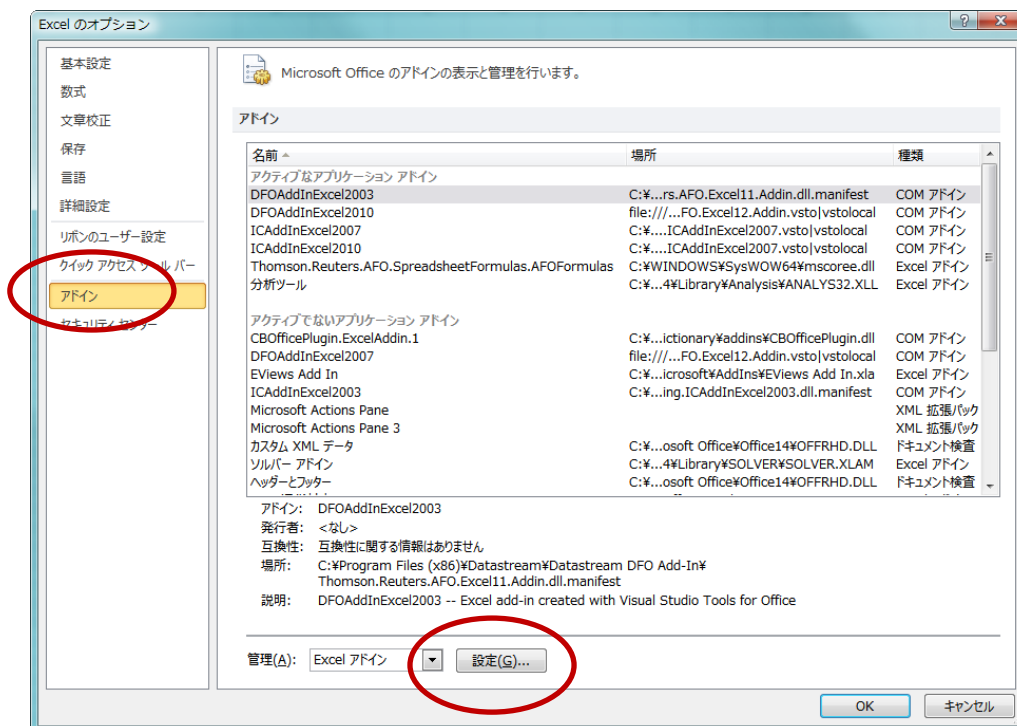 Excel のオプション
基本設定
数式
文章校正
保存
言語
詳細設定
リボンのユーザー設定
クイック アクセス ツール バー
アドイン
セキュリティ センター
Microsoft Office のアドインの表示と管理を行います。
アドイン
名前 場所 種類
アクティブなアプリケーション アドイン
DFOAddInExcel2003 C:¥...rs.AFO.Excel11.Addin.dll.manifest COM アドイン
DFOAddInExcel2010 file:///...FO.Excel12.Addin.vsto|vstolocal COM アドイン
ICAddInExcel2007 C:¥....ICAddInExcel2007.vsto|vstolocal COM アドイン
ICAddInExcel2010 C:¥...ICAddInExcel2010.vsto|vstolocal COM アドイン
Thomson.Reuters.AFO.SpreadsheetFormulas.AFOFormulas C:¥WINDOWS¥SysWOW64¥mscoree.dll Excel アドイン
分析ツール C:¥...4¥Library¥Analysis¥ANALYS32.XLL Excel アドイン
アクティブでないアプリケーション アドイン
CBOfficePlugin.ExcelAddin.1 C:¥...ictionary¥addins¥CBOfficePlugin.dll COM アドイン
DFOAddInExcel2007 file:///...FO.Excel12.Addin.vsto|vstolocal COM アドイン
EViews Add In C:¥...icrosoft¥AddIns¥EViews Add In.xla Excel アドイン
ICAddInExcel2003 C:¥...ing.ICAddInExcel2003.dll.manifest COM アドイン
Microsoft Actions Pane XML 拡張パック
Microsoft Actions Pane 3 XML 拡張パック
カスタム XML データ C:¥...osoft Office¥Office14¥OFFRHD.DLL ドキュメント検査
ソルバー アドイン C:¥...4¥Library¥SOLVER¥SOLVER.XLAM Excel アドイン
ヘッダーとフッター C:¥...osoft Office¥Office14¥OFFRHD.DLL ドキュメント検査
アドイン: DFOAddInExcel2003
発行者: <なし>
互換性: 互換性に関する情報はありません
場所: C:¥Program Files (x86)¥Datastream¥Datastream DFO Add-In¥
Thomson.Reuters.AFO.Excel11.Addin.dll.manifest
説明: DFOAddInExcel2003 -- Excel add-in created with Visual Studio Tools for Office
管理(A): Excel アドイン 設定(G)...
OK キャンセル